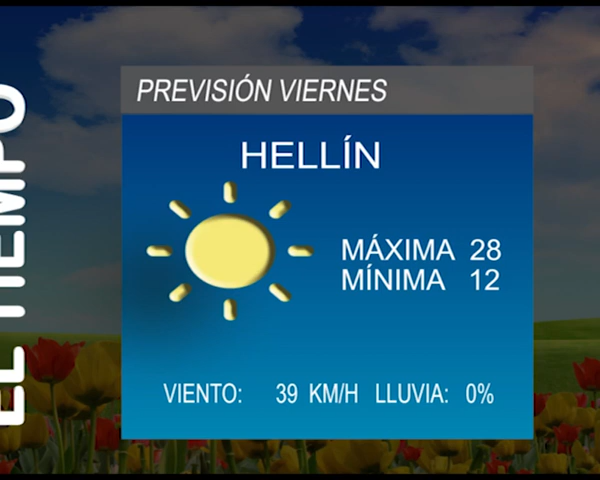 EL TIEMPO
PREVISIÓN VIERNES
HELLÍN
MÁXIMA 28
MÍNIMA 12
VIENTO: 39 KM/H LLUVIA: 0%